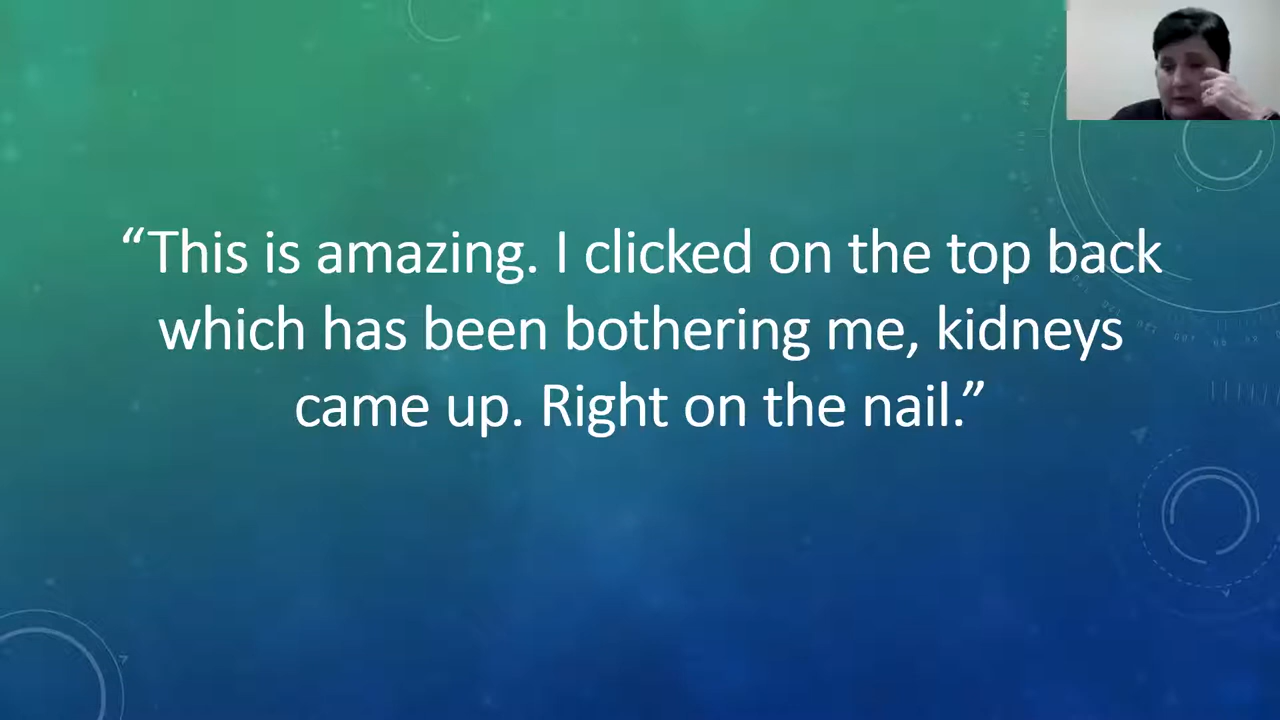 “This is amazing. I clicked on the top back
which has been bothering me, kidneys
came up. Right on the nail.”